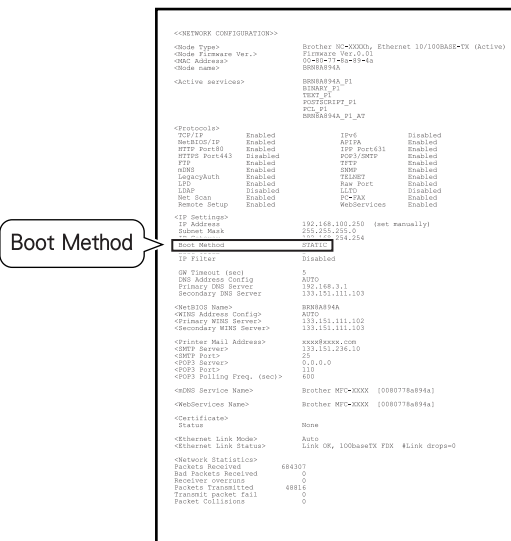 <<NETWORK CONFIGURATION>>
<Node Type> Brother NC-XXXXh, Ethernet 10/100BASE-TX (Active)
<Node Firmware Ver.> Firmware Ver.0.01
<MAC Address> 00-80-77-8a-89-4a
<Node name> BRN8A894A
<Active services> BRN8A894A_P1
BINARY_P1
TEXT_P1
POSTSCRIPT_P1
PCL_P1
BRN8A894A_P1_AT
<Protocols>
TCP/IP Enabled IPv6 Disabled
NetBIOS/IP Enabled APIPA Enabled
HTTP Port80 Enabled IPP Port631 Enabled
HTTPS Port443 Disabled POP3/SMTP Enabled
FTP Enabled TFTP Enabled
mDNS Enabled SNMP Enabled
LegacyAuth Enabled TELNET Enabled
LPD Enabled Raw Port Enabled
LDAP Disabled LLTD Disabled
Net Scan Enabled PC-FAX Enabled
Remote Setup Enabled WebServices Enabled
<IP Settings>
IP Address 192.168.100.250 (set manually)
Subnet Mask 255.255.255.0
254.254
Boot Method
Boot Method STATIC
IP Filter Disabled
GW Timeout (sec) 5
DNS Address Config AUTO
Primary DNS Server 192.168.3.1
Secondary DNS Server 133.151.111.103
<NetBIOS Name> BRN8A894A
<WINS Address Config> AUTO
<Primary WINS Server> 133.151.111.102
<Secondary WINS Server> 133.151.111.103
<Printer Mail Address> xxxx@xxxx.com
<SMTP Server> 133.151.236.10
<SMTP Port> 25
<POP3 Server> 0.0.0.0
<POP3 Port> 110
<POP3 Polling Freq. (sec)> 600
<mDNS Service Name> Brother MFC-XXXX [0080778a894a]
<WebServices Name> Brother MFC-XXXX [0080778a894a]
<Certificate>
Status None
<Ethernet Link Mode> Auto
<Ethernet Link Status> Link OK, 100baseTX FDX #Link drops=0
<Network Statistics>
Packets Received 684307
Bad Packets Received 0
Receiver overruns 0
Packets Transmitted 48816
Transmit packet fail 0
Packet Collisions 0